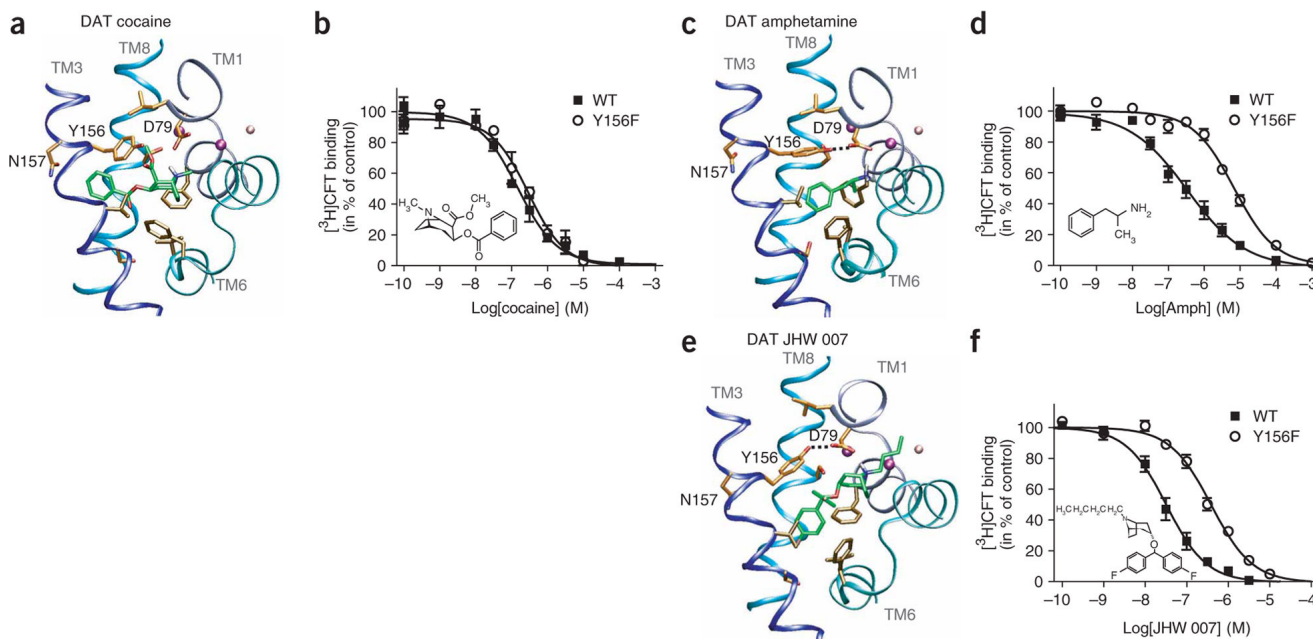 a
DAT cocaine
TM8
TM3
TM1
Y156
D79
N157
TM6
b
WT
Y156F
[³H]CFT binding
(in % of control)
100
80
60
40
20
0
H₃C
N
O
OCH₃
O
O
−10 −9 −8 −7 −6 −5 −4 −3
Log[cocaine] (M)
c
DAT amphetamine
TM8
TM3
TM1
D79
Y156
N157
TM6
d
WT
Y156F
[³H]CFT binding
(in % of control)
100
80
60
40
20
0
NH₂
CH₃
−10 −9 −8 −7 −6 −5 −4 −3
Log[Amph] (M)
e
DAT JHW 007
TM8
TM3
TM1
D79
Y156
N157
TM6
f
WT
Y156F
[³H]CFT binding
(in % of control)
100
80
60
40
20
0
H₃CH₂CH₂CH₂C
N
O
F
F
−10 −9 −8 −7 −6 −5 −4
Log[JHW 007] (M)